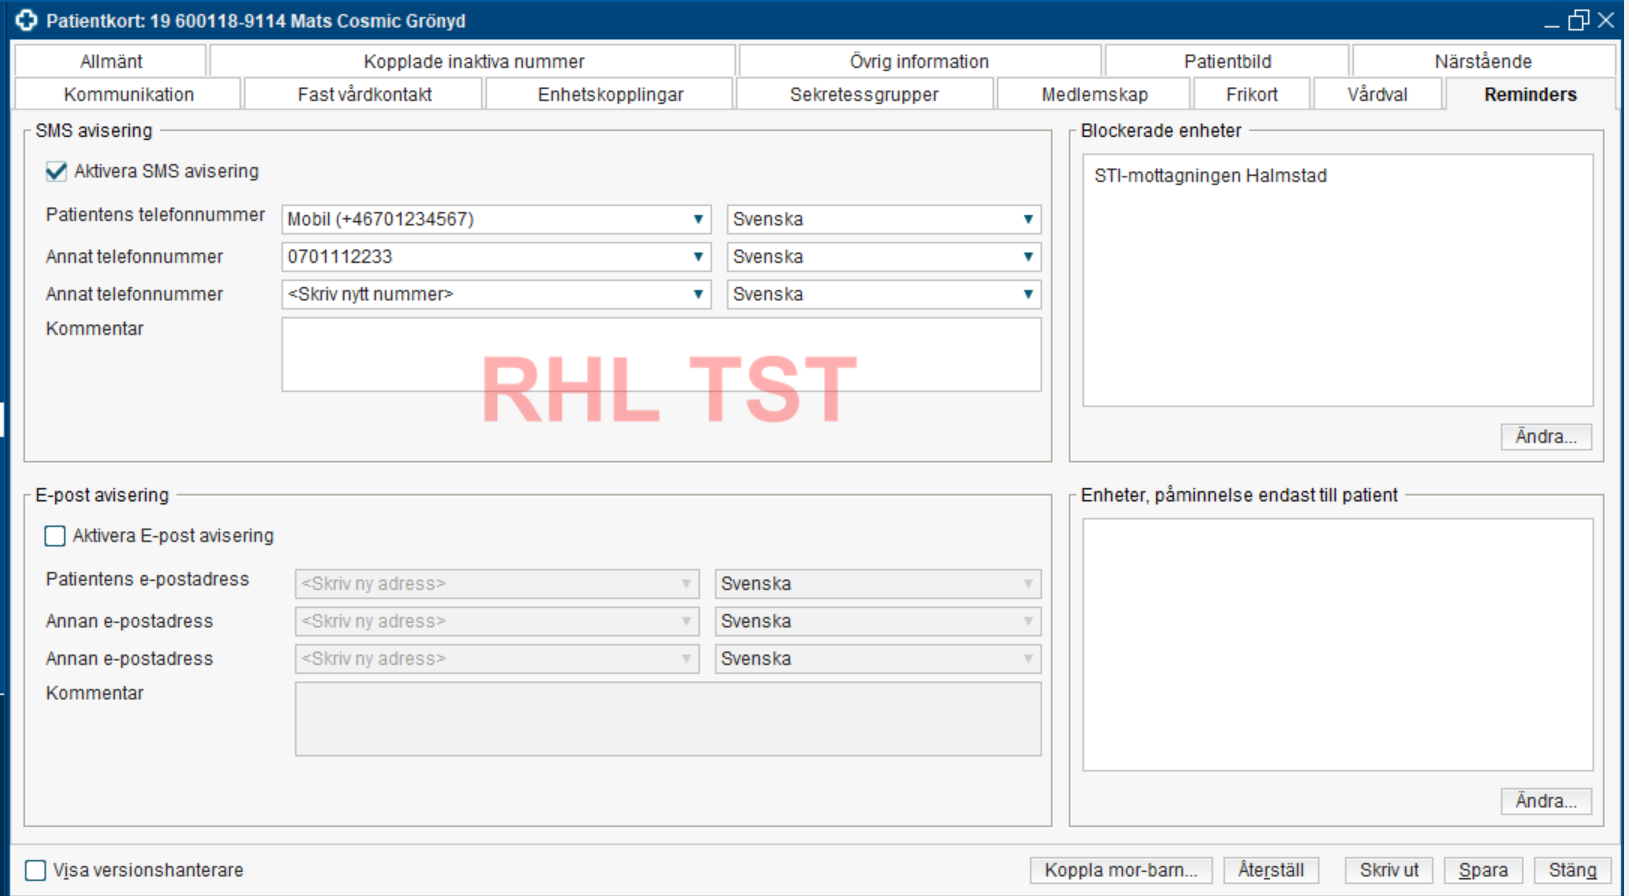 Patientkort: 19 600118-9114 Mats Cosmic Grönyd
Allmänt Kopplade inaktiva nummer Övrig information Patientbild Närstående
Kommunikation Fast vårdkontakt Enhetskopplingar Sekretessgrupper Medlemskap Frikort Vårdval Reminders
SMS avisering
Aktivera SMS avisering
Patientens telefonnummer Mobil (+46701234567) Svenska
Annat telefonnummer 0701112233 Svenska
Annat telefonnummer <Skriv nytt nummer> Svenska
Kommentar
RHL TST
Blockerade enheter
STI-mottagningen Halmstad
Ändra...
E-post avisering
Aktivera E-post avisering
Patientens e-postadress <Skriv ny adress> Svenska
Annan e-postadress <Skriv ny adress> Svenska
Annan e-postadress <Skriv ny adress> Svenska
Kommentar
Enheter, påminnelse endast till patient
Ändra...
Visa versionshanterare Koppla mor-barn... Återställ Skriv ut Spara Stäng